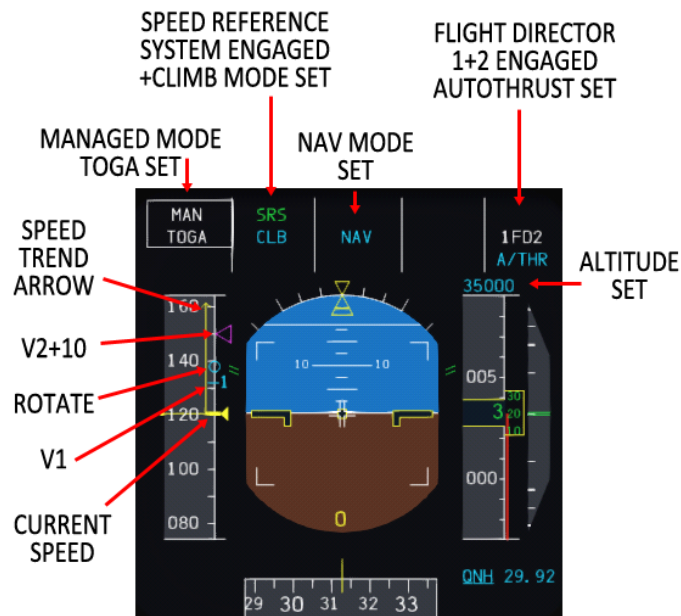 SPEED REFERENCE
SYSTEM ENGAGED
+CLIMB MODE SET
FLIGHT DIRECTOR
1+2 ENGAGED
AUTOTHRUST SET
MANAGED MODE
TOGA SET
NAV MODE
SET
MAN
TOGA
SRS
CLB
NAV
1FD2
A/THR
SPEED
TREND
ARROW
V2+10
ROTATE
V1
CURRENT
SPEED
ALTITUDE
SET
35000
160
140
1
120
100
080
10 10
0
005
3
30
20
10
000
QNH 29.92
29 30 31 32 33